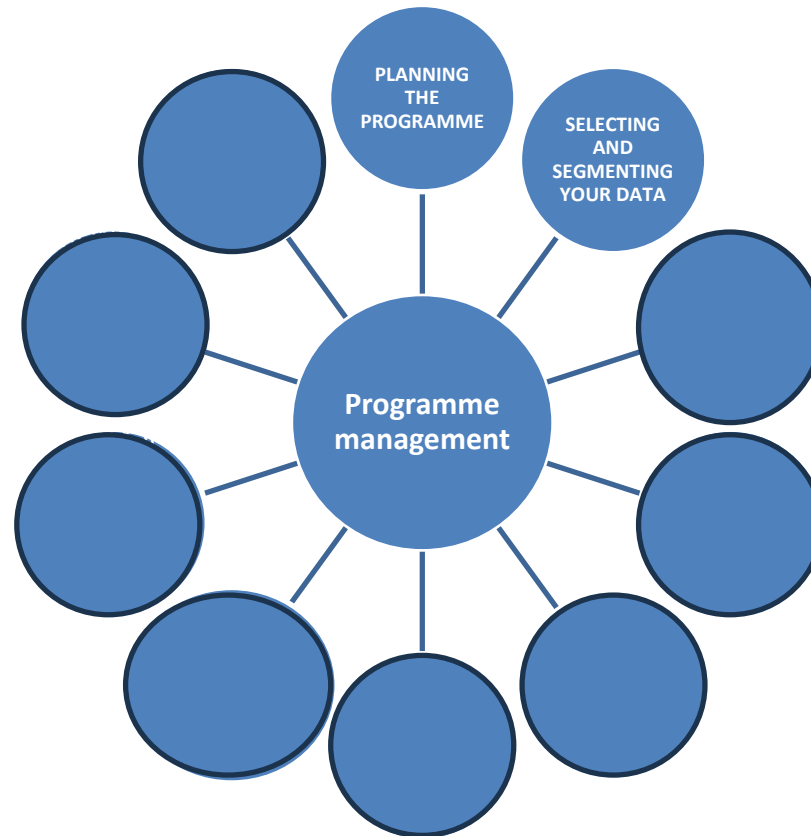 PLANNING
THE
PROGRAMME
SELECTING
AND
SEGMENTING
YOUR DATA
Programme
management